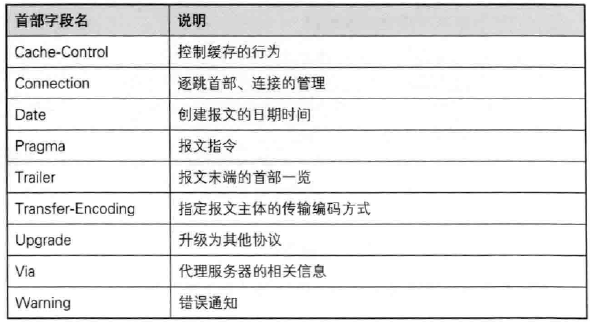 首部字段名 说明
Cache-Control 控制缓存的行为
Connection 逐跳首部、连接的管理
Date 创建报文的日期时间
Pragma 报文指令
Trailer 报文末端的首部一览
Transfer-Encoding 指定报文主体的传输编码方式
Upgrade 升级为其他协议
Via 代理服务器的相关信息
Warning 错误通知